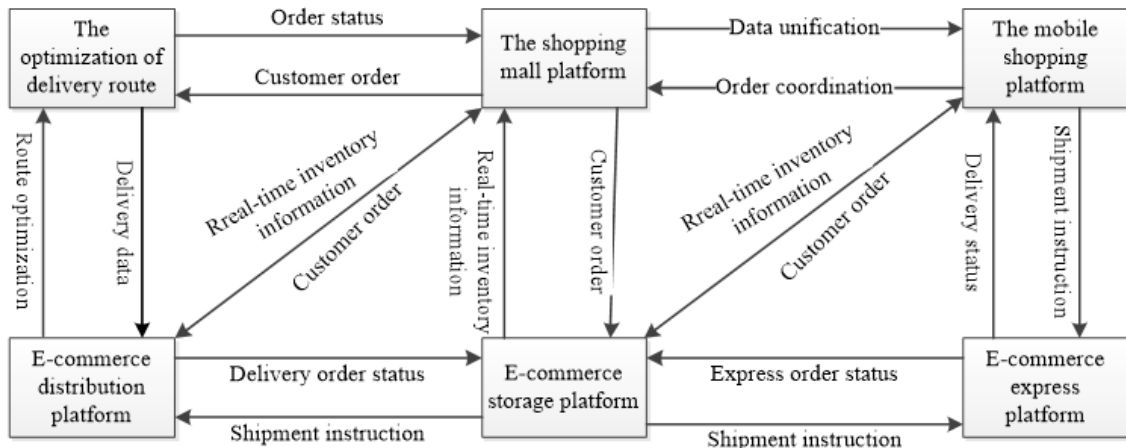 The
optimization of
delivery route
Order status
Customer order
The shopping
mall platform
Data unification
Order coordination
The mobile
shopping
platform
Route optimization
Delivery data
Rreal-time inventory
information
Customer order
Real-time inventory
information
Customer order
Rreal-time inventory
information
Customer order
Delivery status
Shipment instruction
E-commerce
distribution
platform
Delivery order status
Shipment instruction
E-commerce
storage platform
Express order status
Shipment instruction
E-commerce
express
platform